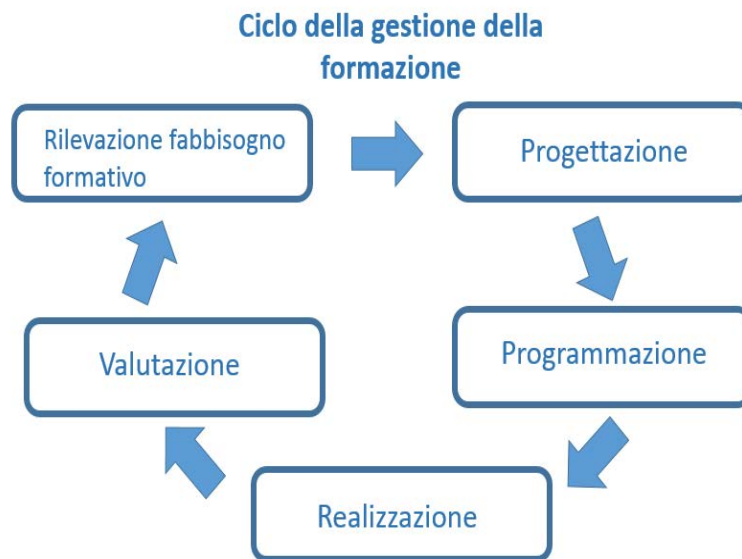 Ciclo della gestione della
formazione
Rilevazione fabbisogno
formativo
Progettazione
Programmazione
Realizzazione
Valutazione